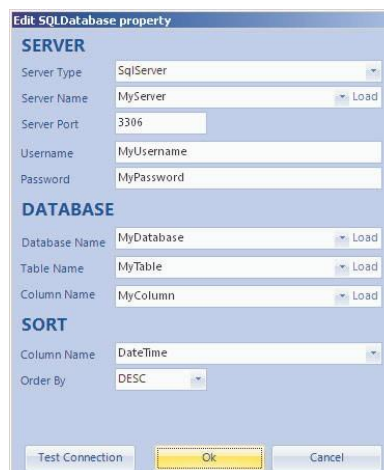 Edit SQLDatabase property
SERVER
Server Type SqlServer
Server Name MyServer Load
Server Port 3306
Username MyUsername
Password MyPassword
DATABASE
Database Name MyDatabase Load
Table Name MyTable Load
Column Name MyColumn Load
SORT
Column Name DateTime
Order By DESC
Test Connection Ok Cancel